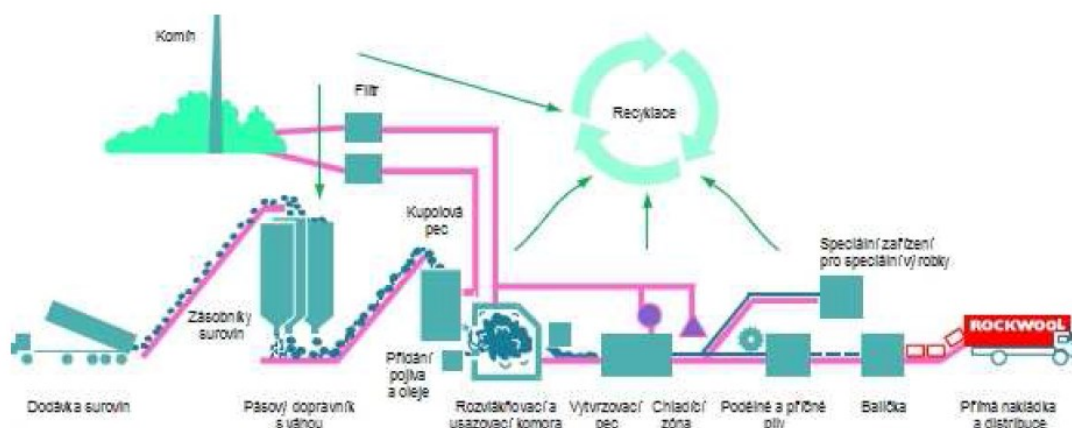 Komín
Filtr
Recyklace
Kupolová
pec
Speciální zařízení
pro speciální výrobky
Zásobníky
surovin
Přidání
pojiva
a oleje
ROCKWOOL
Dodávka surovin
Pásový dopravník
s váhou
Rozvlákňovací a
usazovací komora
Vytvrzovací
pec
Chladící
zóna
Podélné a příčné
pily
Balička
Přímá nakládka
a distribuce